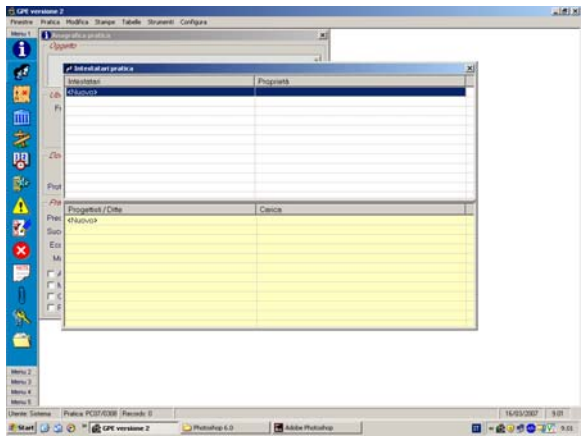 GPE versione 2
Finestre Pratica Modifica Stampe Tabelle Strumenti Configura
Menu 1
Anagrafica pratica
Oggetto
Intestatari pratica
Intestatari Proprietà
<Nuovo>
Progettisti / Ditte Carica
<Nuovo>
Prot
Prec
Succ
Menu 2
Menu 3
Menu 4
Menu 5
Utente: Sistema Pratica: PC07/0308 Records: 0 16/03/2007 9.01
Start GPE versione 2 Photoshop 6.0 Adobe Photoshop 9.01